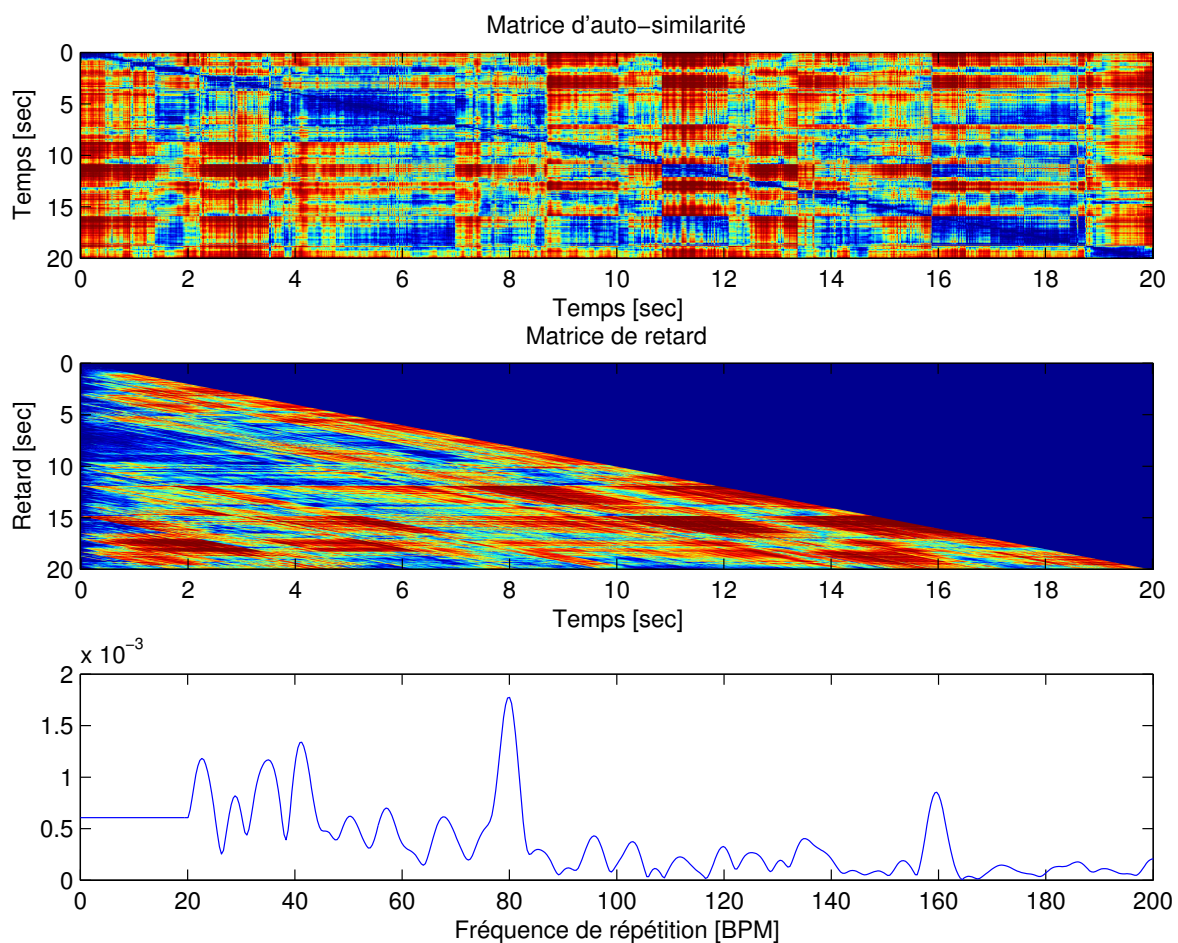 Matrice d'auto−similarité
0
5
10
15
20
Temps [sec]
0 2 4 6 8 10 12 14 16 18 20
Temps [sec]
Matrice de retard
0
5
10
15
20
Retard [sec]
0 2 4 6 8 10 12 14 16 18 20
Temps [sec]
x 10−3
2
1.5
1
0.5
0
0 20 40 60 80 100 120 140 160 180 200
Fréquence de répétition [BPM]